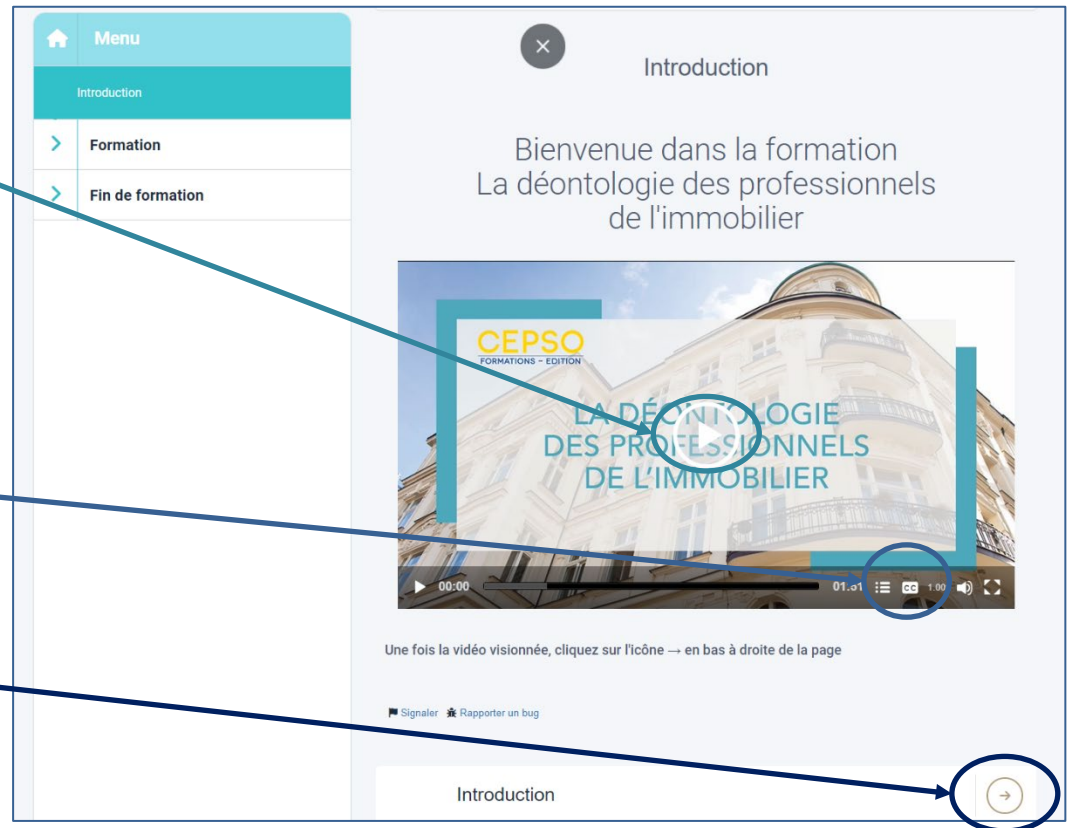 Menu
Introduction
Formation
Fin de formation
Introduction
Bienvenue dans la formation
La déontologie des professionnels
de l'immobilier
CEPSO
FORMATIONS - EDITION
LA DÉONTOLOGIE
DES PROFESSIONNELS
DE L'IMMOBILIER
00:00
CC
1.00
Une fois la vidéo visionnée, cliquez sur l'icône → en bas à droite de la page
Signaler Rapporter un bug
Introduction